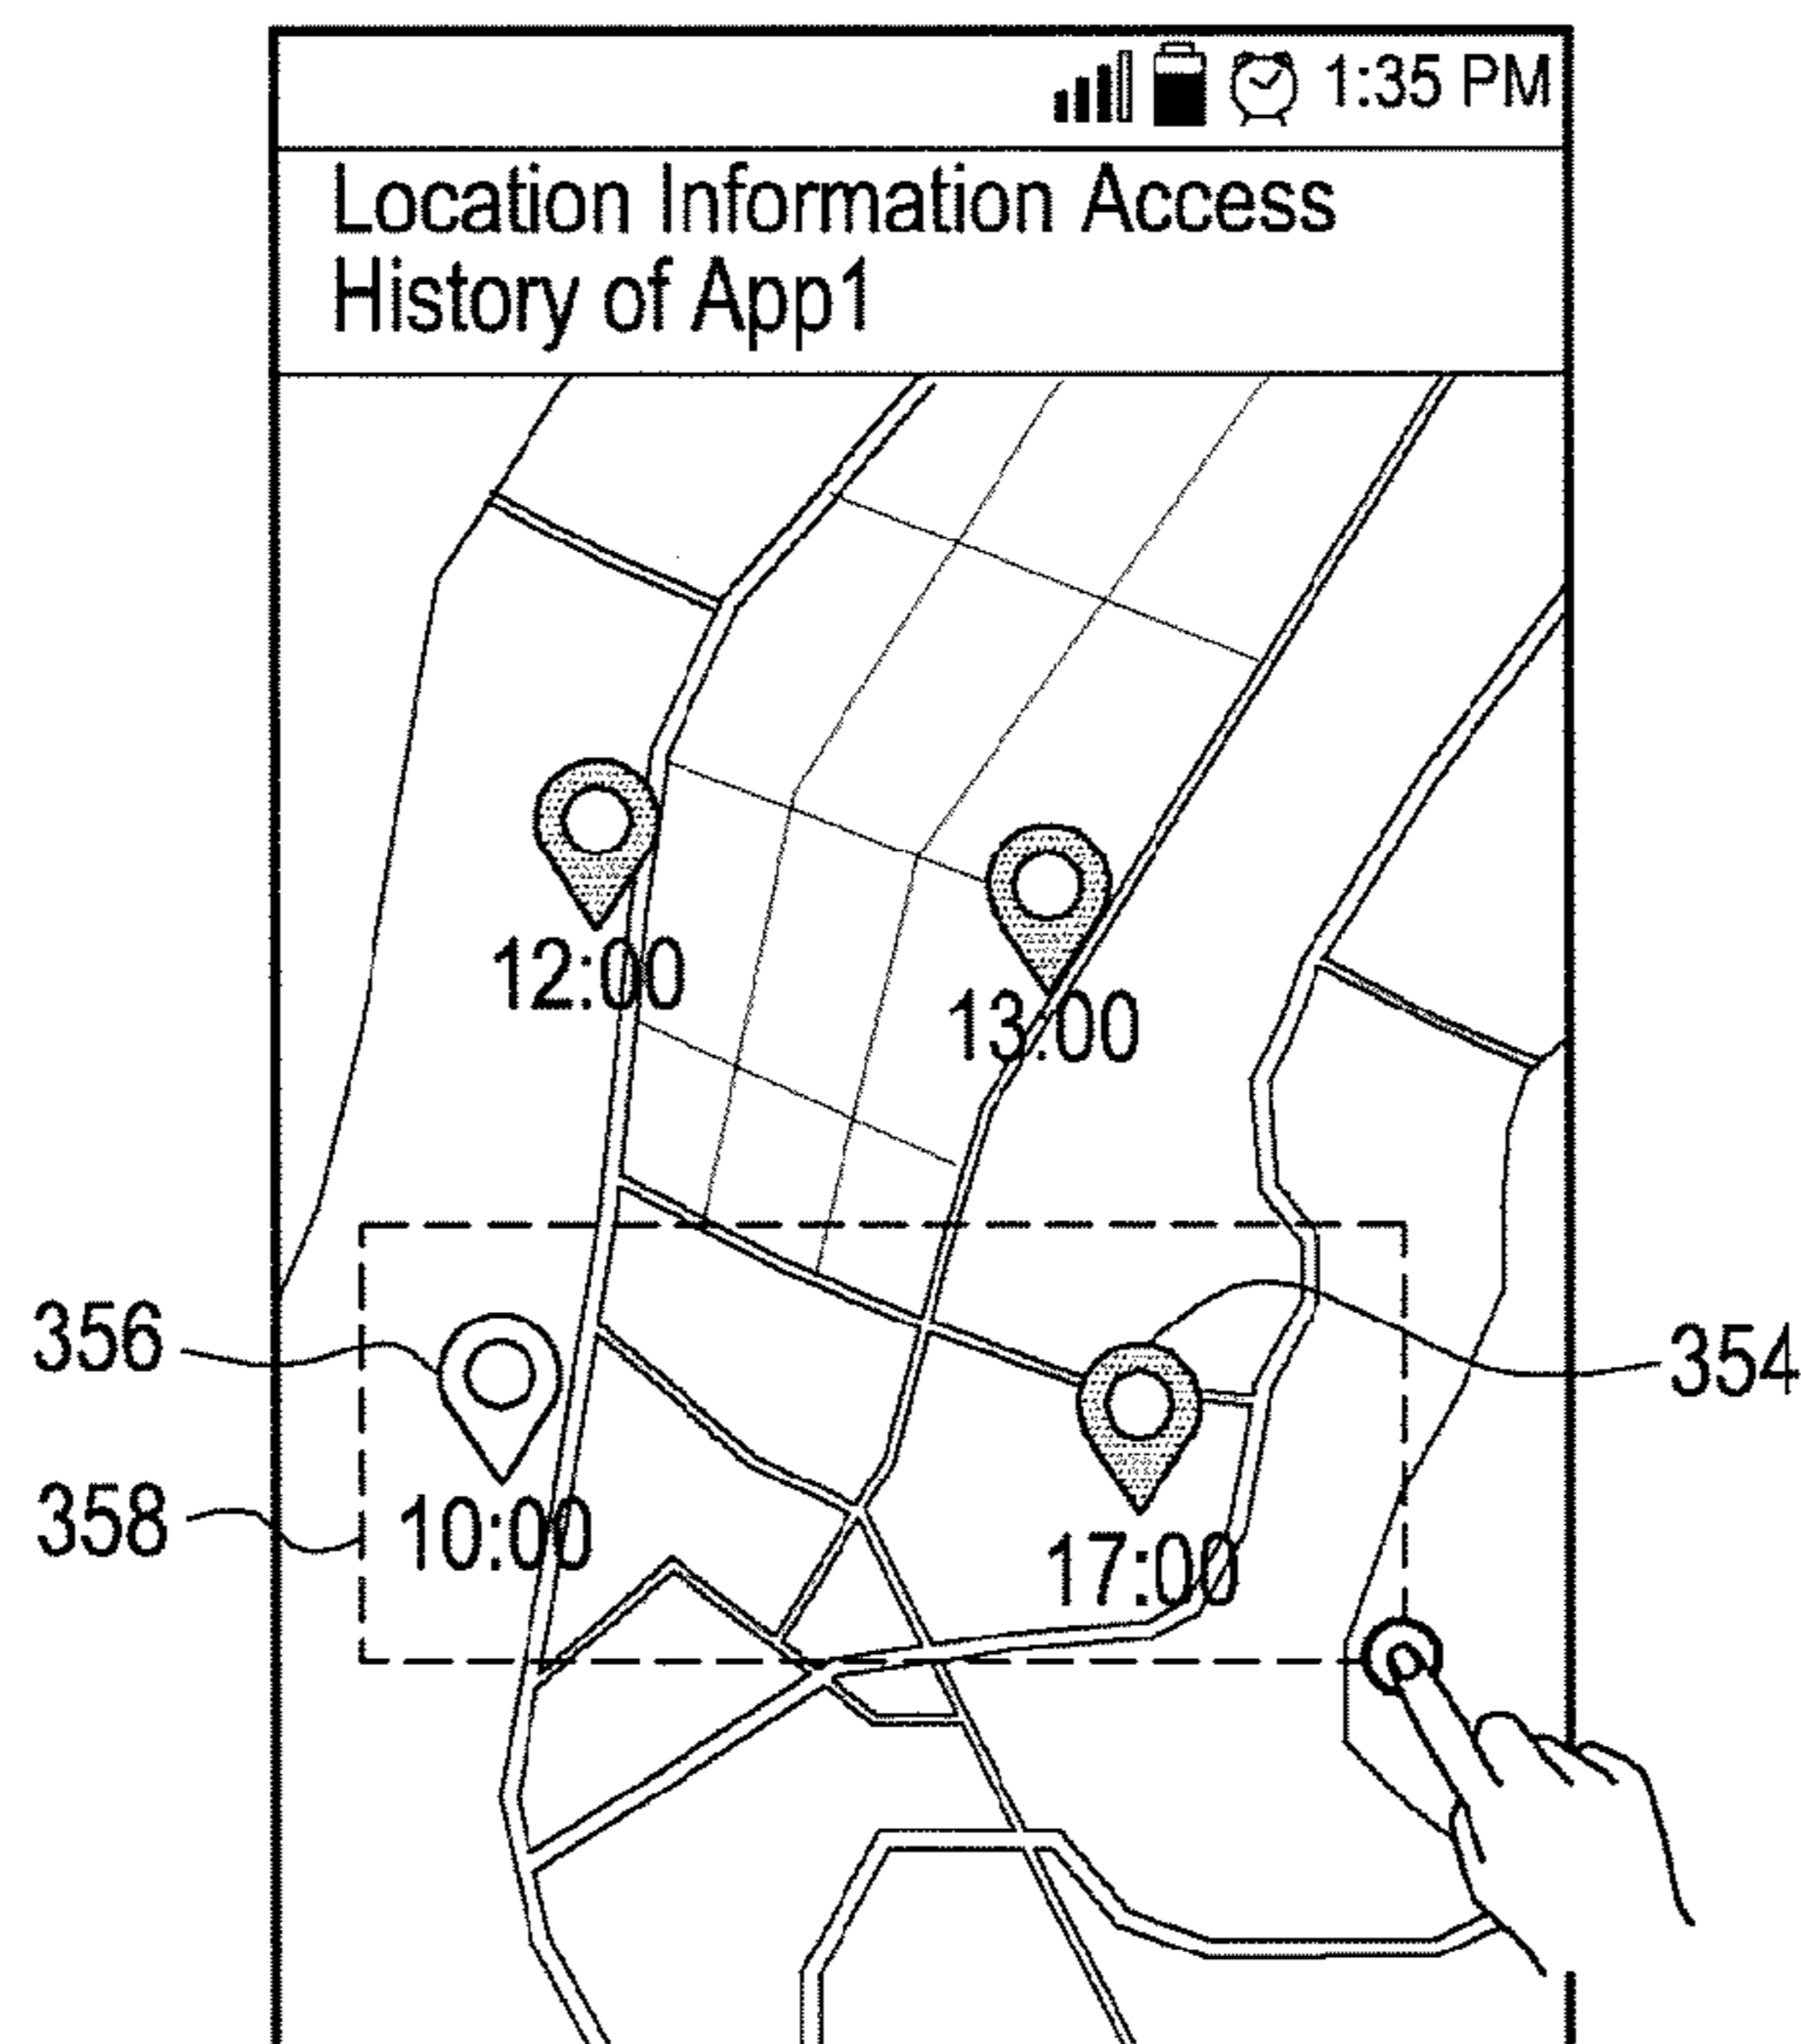 1:35 PM
Location Information Access
History of App1
12:00
13:00
356
354
358
10:00
17:00